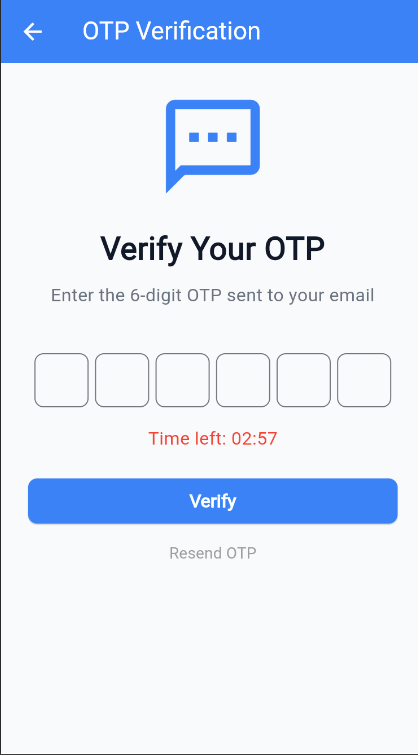 OTP Verification
Verify Your OTP
Enter the 6-digit OTP sent to your email
Time left: 02:57
Verify
Resend OTP